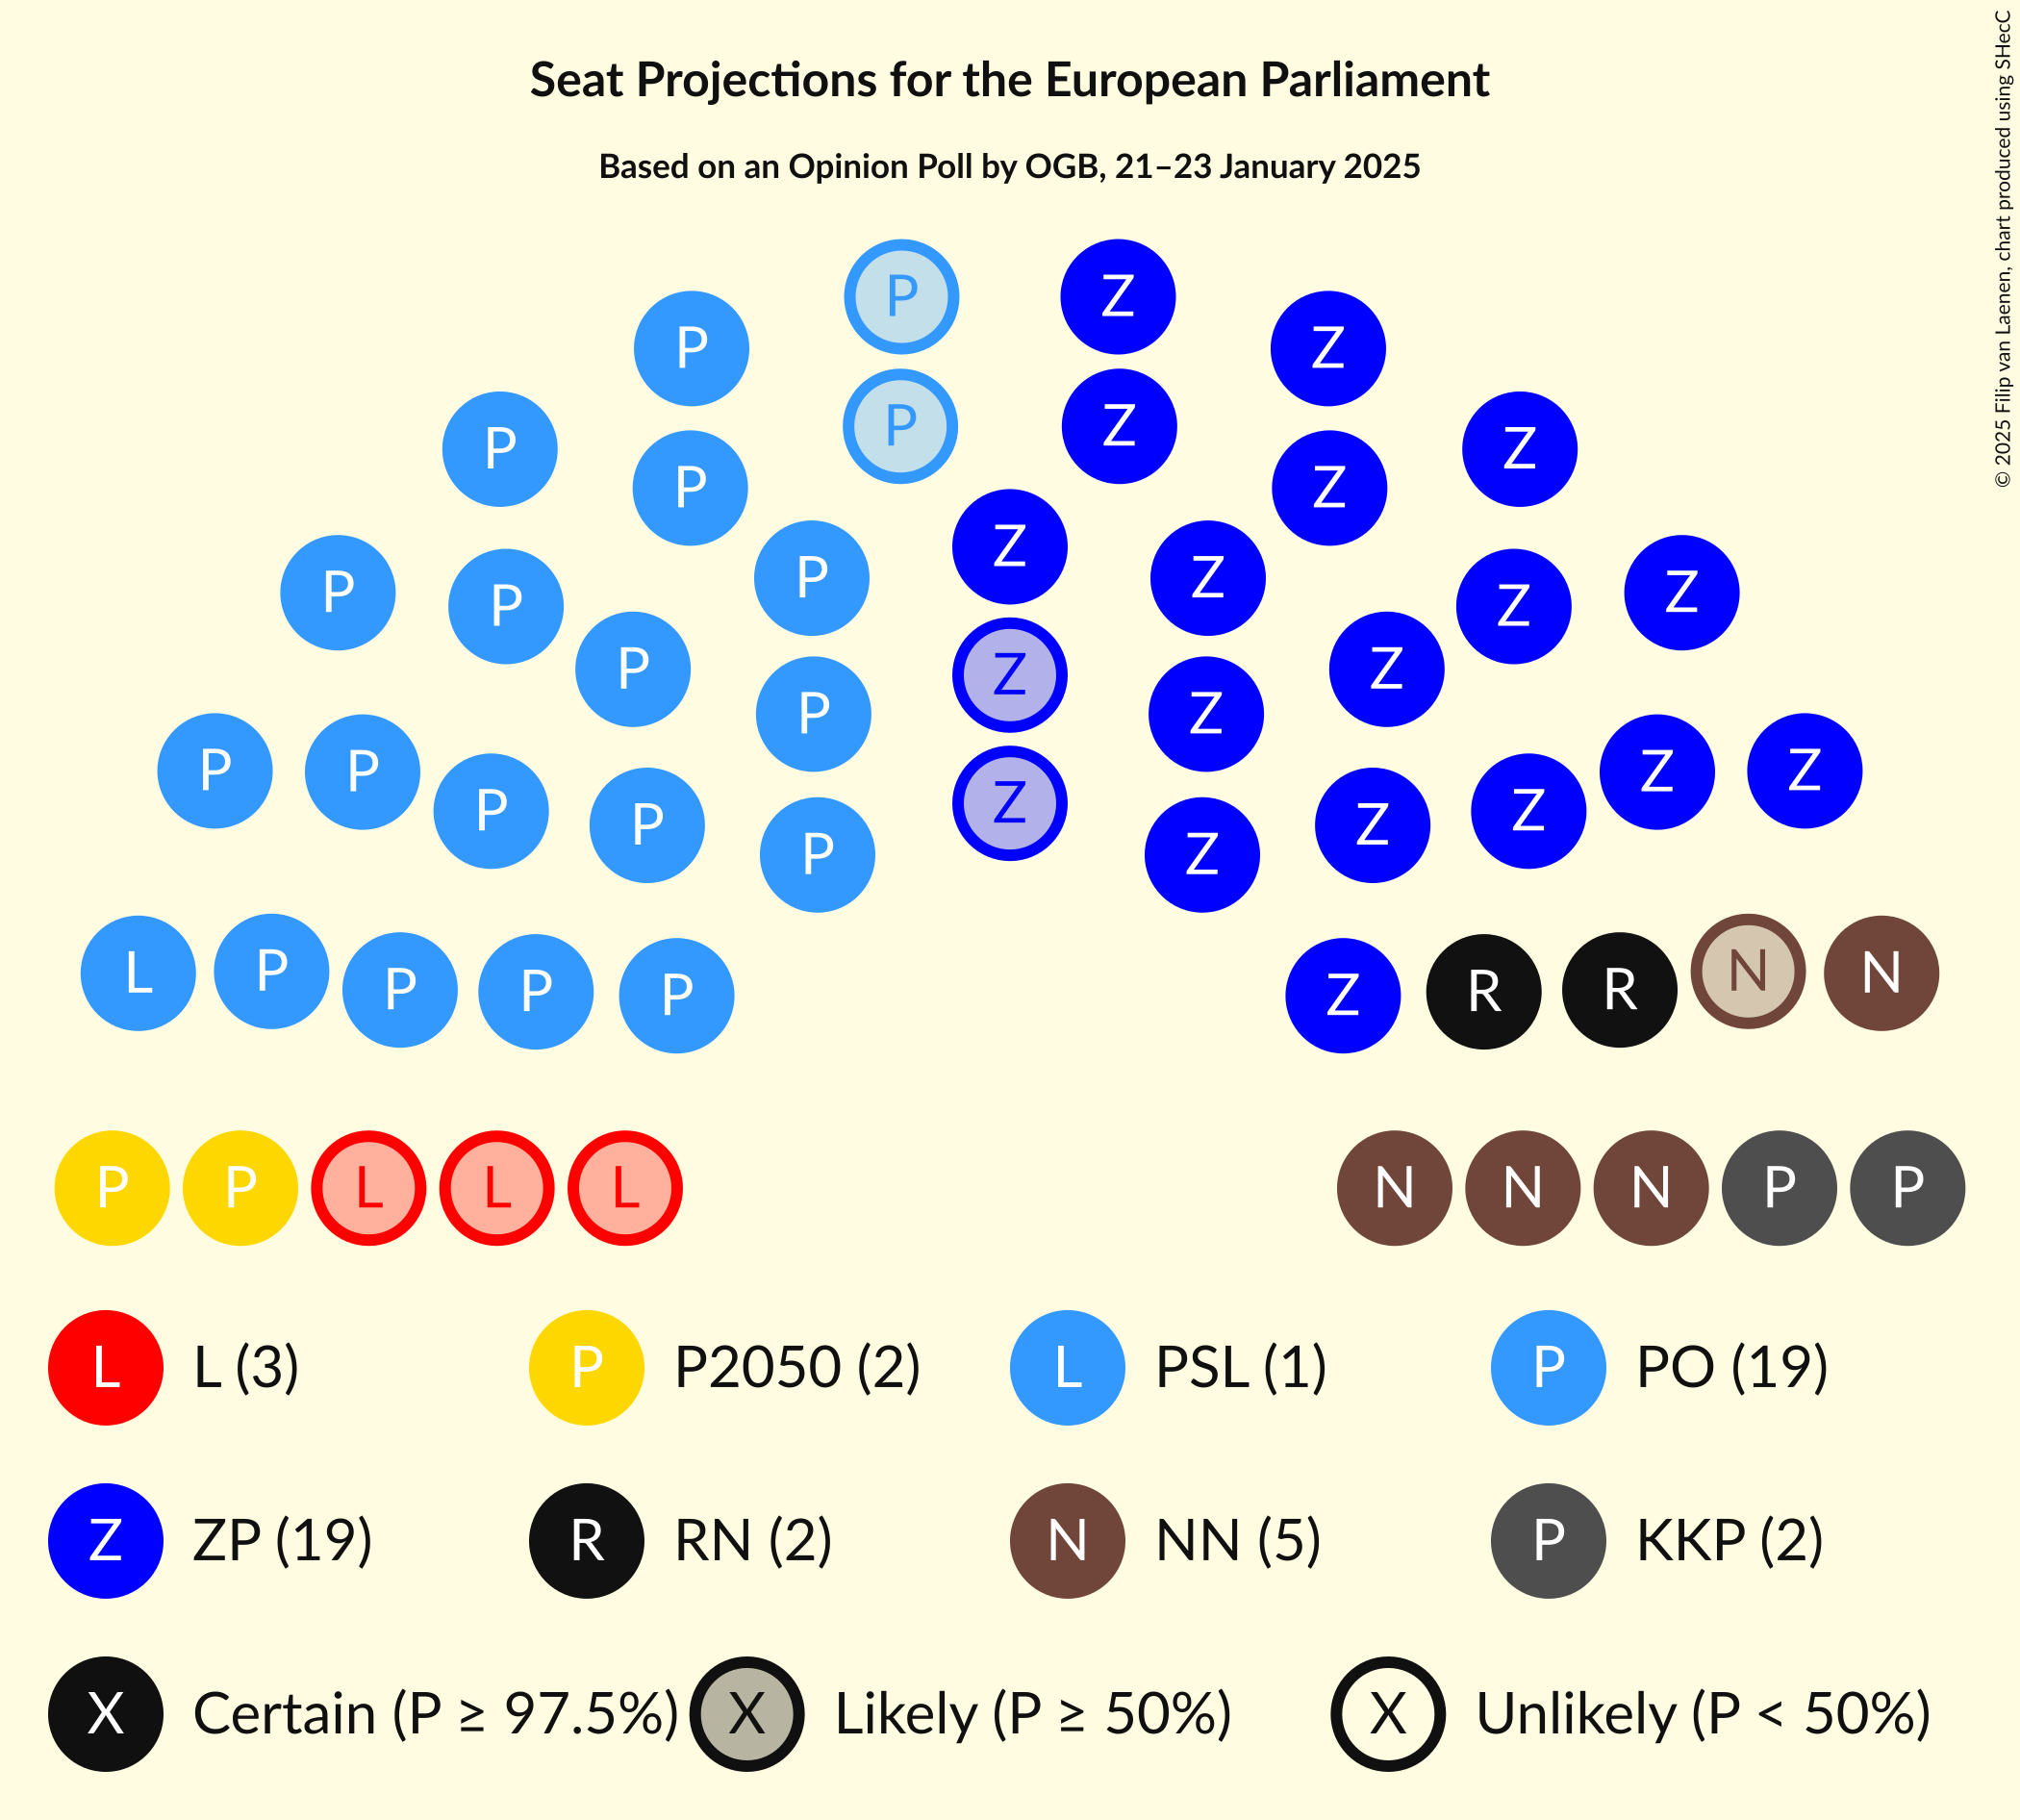 Seat Projections for the European Parliament
Based on an Opinion Poll by OGB, 21–23 January 2025
© 2025 Filip van Laenen, chart produced using SHecC
P Z
P Z
P Z
P Z
P P Z Z
Z
P Z
P P Z Z
P Z
Z
P Z
P P Z Z
P Z
P Z
Z
P Z
L P P P P Z R R N N
P P L L L N N N P P
L L (3) P P2050 (2) L PSL (1) P PO (19)
Z ZP (19) R RN (2) N NN (5) P KKP (2)
X Certain (P ≥ 97.5%) X Likely (P ≥ 50%) X Unlikely (P < 50%)